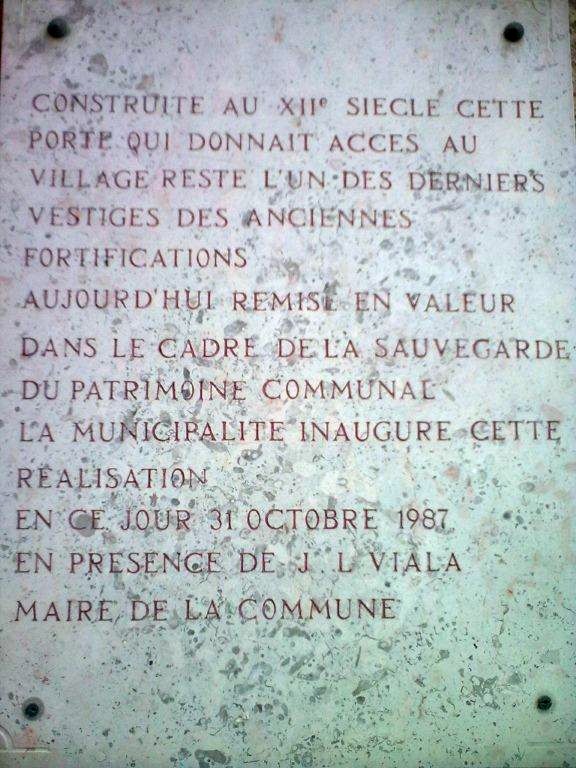 CONSTRUITE AU XIIe SIECLE CETTE
PORTE QUI DONNAIT ACCES AU
VILLAGE RESTE L'UN DES DERNIERS
VESTIGES DES ANCIENNES
FORTIFICATIONS
AUJOURD'HUI REMISE EN VALEUR
DANS LE CADRE DE LA SAUVEGARDE
DU PATRIMOINE COMMUNAL
LA MUNICIPALITE INAUGURE CETTE
REALISATION
EN CE JOUR 31 OCTOBRE 1987
EN PRESENCE DE J L VIALA
MAIRE DE LA COMMUNE